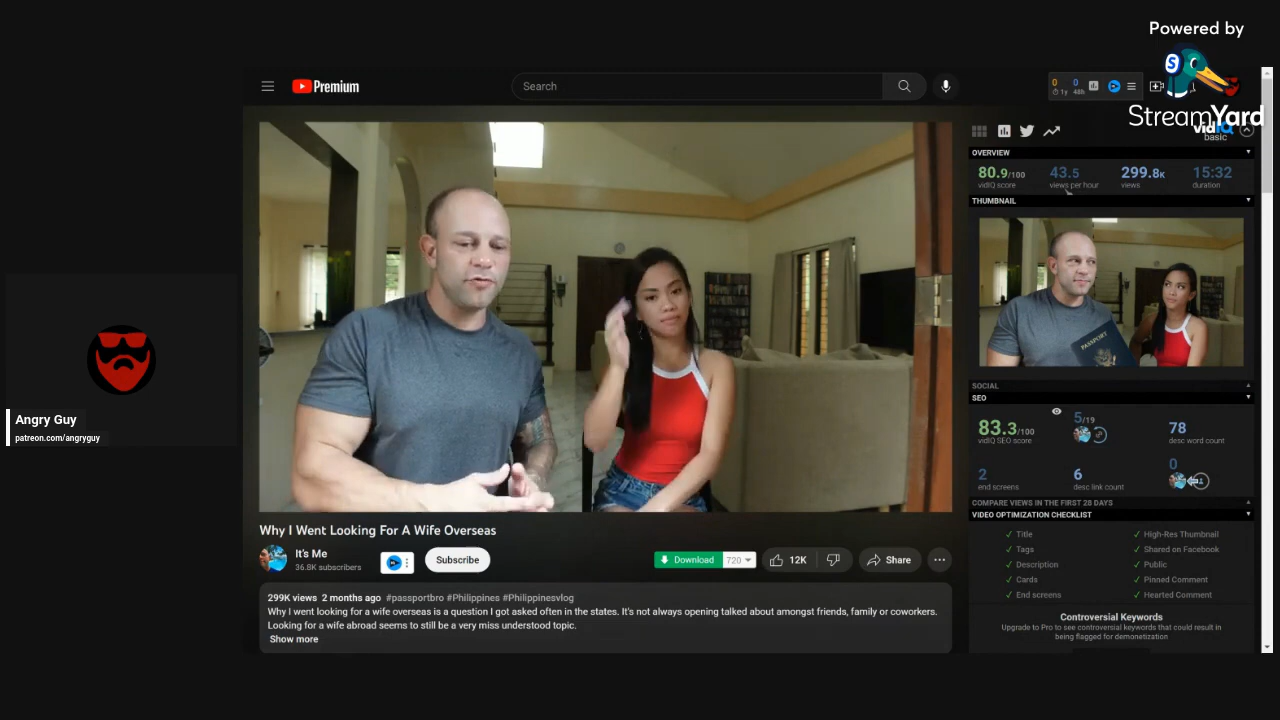 Powered by
StreamYard
Premium
Search
0
0
1y
48h
vidIQ
basic
OVERVIEW
80.9/100
43.5
299.8K
15:32
vidIQ score
views per hour
views
duration
THUMBNAIL
PASSPORT
SOCIAL
SEO
83.3/100
5/19
78
vidIQ SEO score
desc word count
2
6
0
end screens
desc link count
COMPARE VIEWS IN THE FIRST 28 DAYS
VIDEO OPTIMIZATION CHECKLIST
Title
High-Res Thumbnail
Tags
Shared on Facebook
Description
Public
Cards
Pinned Comment
End screens
Hearted Comment
Controversial Keywords
Upgrade to Pro to see controversial keywords that could result in
being flagged for demonetization
Angry Guy
patreon.com/angryguy
Why I Went Looking For A Wife Overseas
It's Me
36.8K subscribers
Subscribe
Download
720
12K
Share
299K views 2 months ago #passportbro #Philippines #Philippinesvlog
Why I went looking for a wife overseas is a question I got asked often in the states. It's not always opening talked about amongst friends, family or coworkers.
Looking for a wife abroad seems to still be a very miss understood topic.
Show more